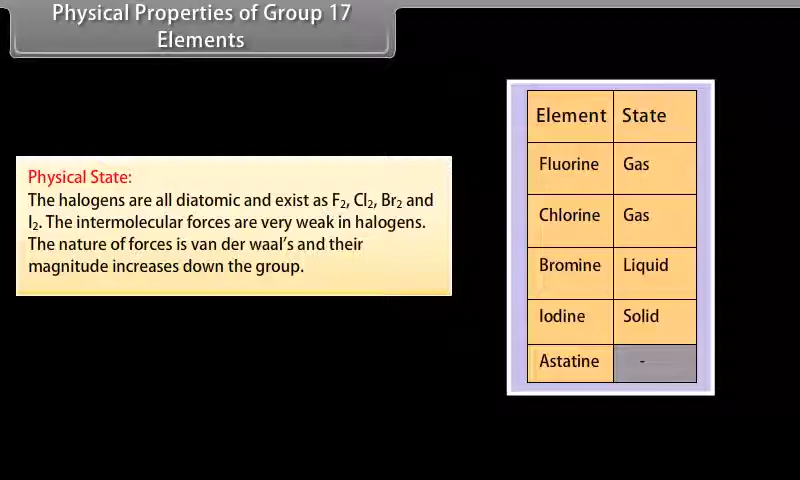 Physical Properties of Group 17
Elements
Physical State:
The halogens are all diatomic and exist as F₂, Cl₂, Br₂ and
I₂. The intermolecular forces are very weak in halogens.
The nature of forces is van der waal's and their
magnitude increases down the group.
Element State
Fluorine Gas
Chlorine Gas
Bromine Liquid
Iodine Solid
Astatine -